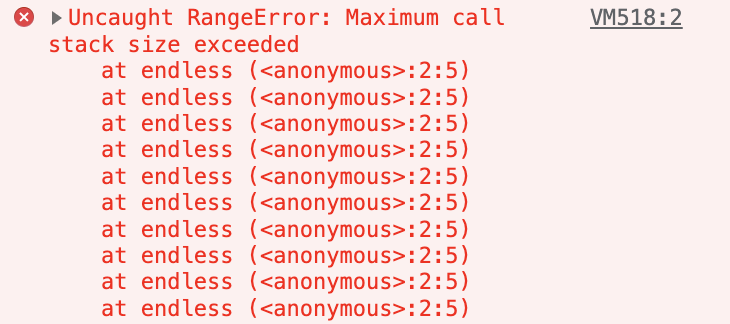 Uncaught RangeError: Maximum call VM518:2
stack size exceeded
at endless (<anonymous>:2:5)
at endless (<anonymous>:2:5)
at endless (<anonymous>:2:5)
at endless (<anonymous>:2:5)
at endless (<anonymous>:2:5)
at endless (<anonymous>:2:5)
at endless (<anonymous>:2:5)
at endless (<anonymous>:2:5)
at endless (<anonymous>:2:5)
at endless (<anonymous>:2:5)